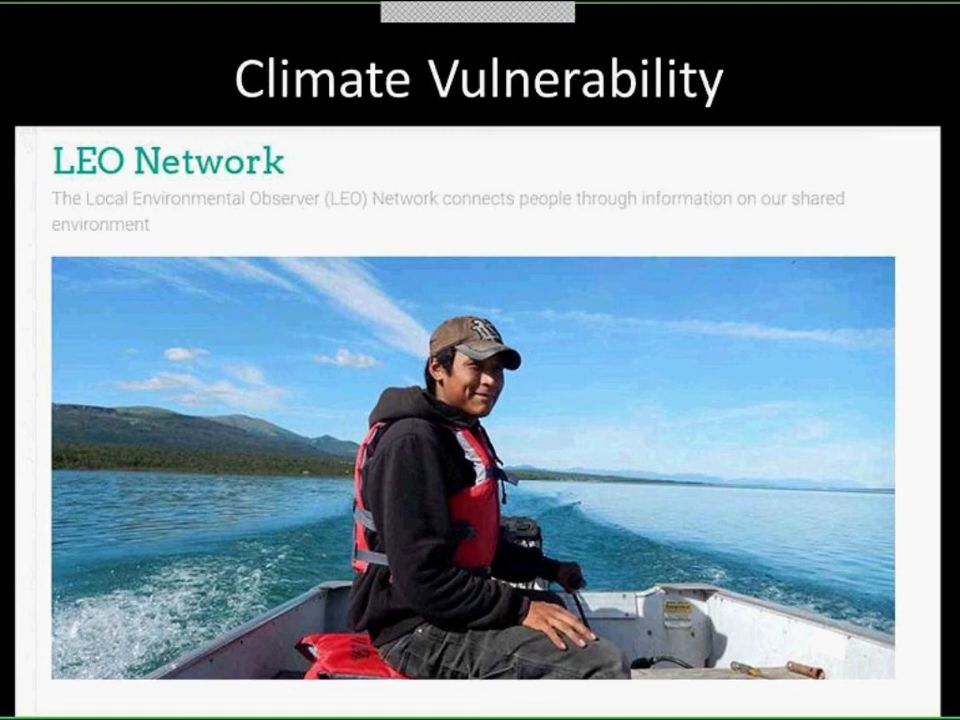 Climate Vulnerability
LEO Network
The Local Environmental Observer (LEO) Network connects people through information on our shared
environment